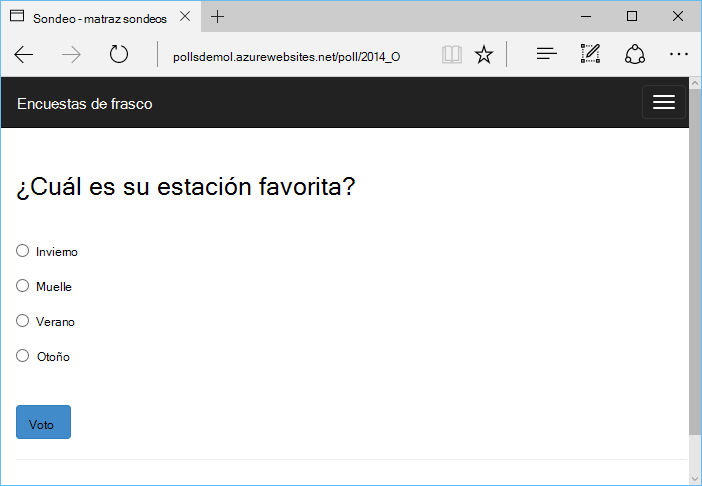 Sondeo - matraz sondeos
pollsdemol.azurewebsites.net/poll/2014_O
Encuestas de frasco
¿Cuál es su estación favorita?
Invierno
Muelle
Verano
Otoño
Voto